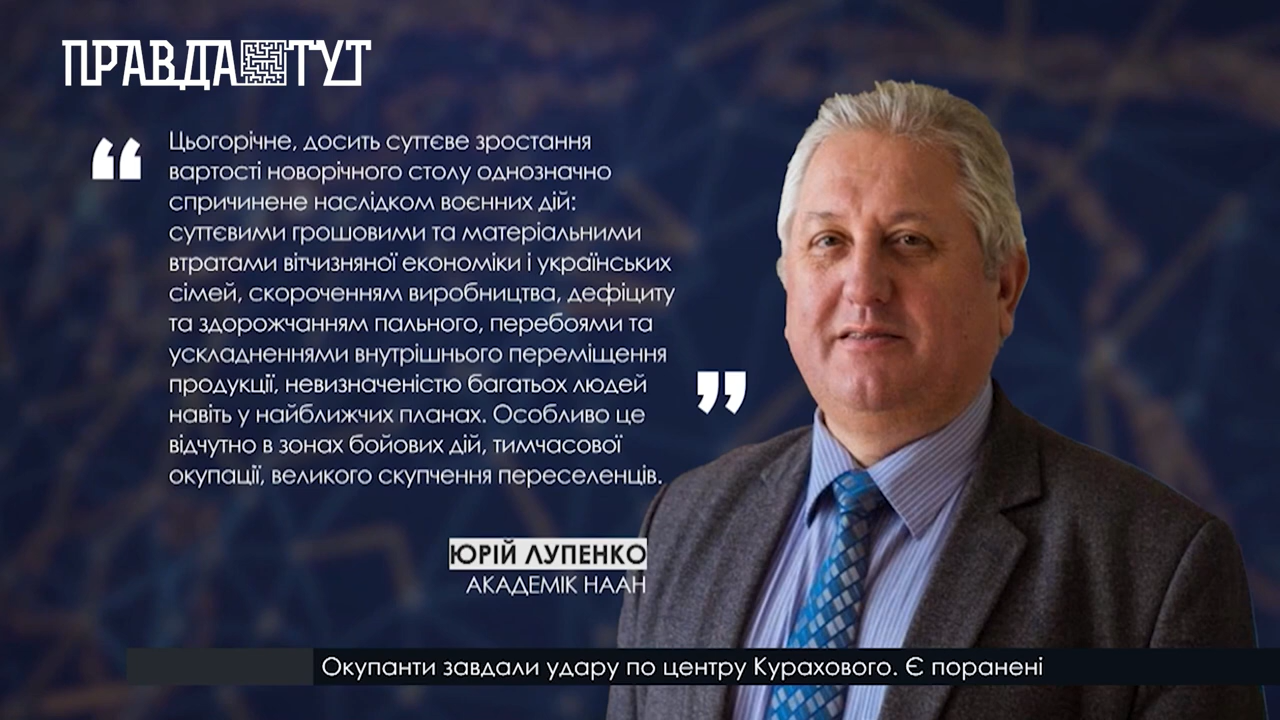 ПРАВДА ТУТ
“
Цьогорічне, досить суттєве зростання
вартості новорічного столу однозначно
спричинене наслідком воєнних дій:
суттєвими грошовими та матеріальними
втратами вітчизняної економіки і українських
сімей, скороченням виробництва, дефіциту
та здорожчанням пального, перебоями та
ускладненнями внутрішнього переміщення
продукції, невизначеністю багатьох людей
навіть у найближчих планах. Особливо це
відчутно в зонах бойових дій, тимчасової
окупації, великого скупчення переселенців.
”
ЮРІЙ ЛУПЕНКО
АКАДЕМІК НААН
Окупанти завдали удару по центру Курахового. Є поранені